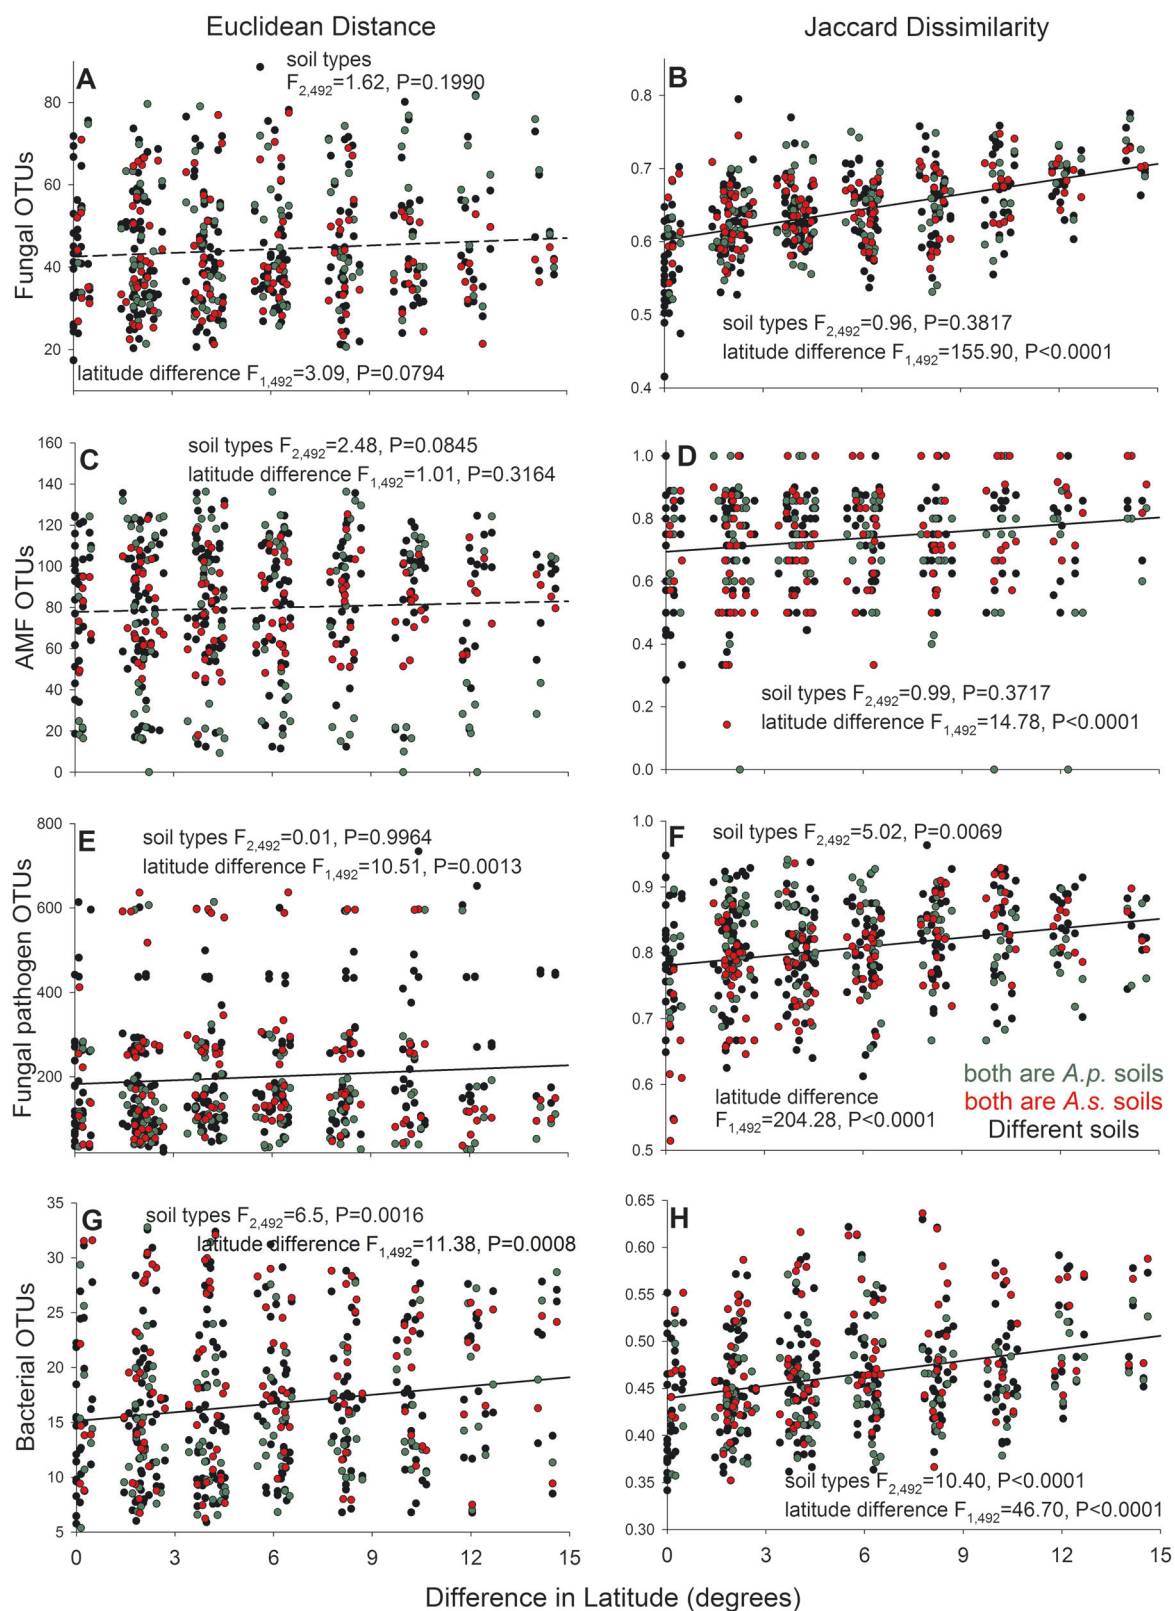 Euclidean Distance
Jaccard Dissimilarity
A
soil types
F2,492=1.62, P=0.1990
Fungal OTUs
80
60
40
20
latitude difference F1,492=3.09, P=0.0794
B
0.8
0.7
0.6
0.5
0.4
soil types F2,492=0.96, P=0.3817
latitude difference F1,492=155.90, P<0.0001
C
soil types F2,492=2.48, P=0.0845
latitude difference F1,492=1.01, P=0.3164
AMF OTUs
160
140
120
100
80
60
40
20
0
D
1.0
0.8
0.6
0.4
0.2
0.0
soil types F2,492=0.99, P=0.3717
latitude difference F1,492=14.78, P<0.0001
E
soil types F2,492=0.01, P=0.9964
latitude difference F1,492=10.51, P=0.0013
Fungal pathogen OTUs
800
600
400
200
F
soil types F2,492=5.02, P=0.0069
1.0
0.9
0.8
0.7
0.6
0.5
latitude difference
F1,492=204.28, P<0.0001
both are A.p. soils
both are A.s. soils
Different soils
G
soil types F2,492=6.5, P=0.0016
latitude difference F1,492=11.38, P=0.0008
Bacterial OTUs
35
30
25
20
15
10
5
0 3 6 9 12 15
H
0.65
0.60
0.55
0.50
0.45
0.40
0.35
0.30
soil types F2,492=10.40, P<0.0001
latitude difference F1,492=46.70, P<0.0001
0 3 6 9 12 15
Difference in Latitude (degrees)